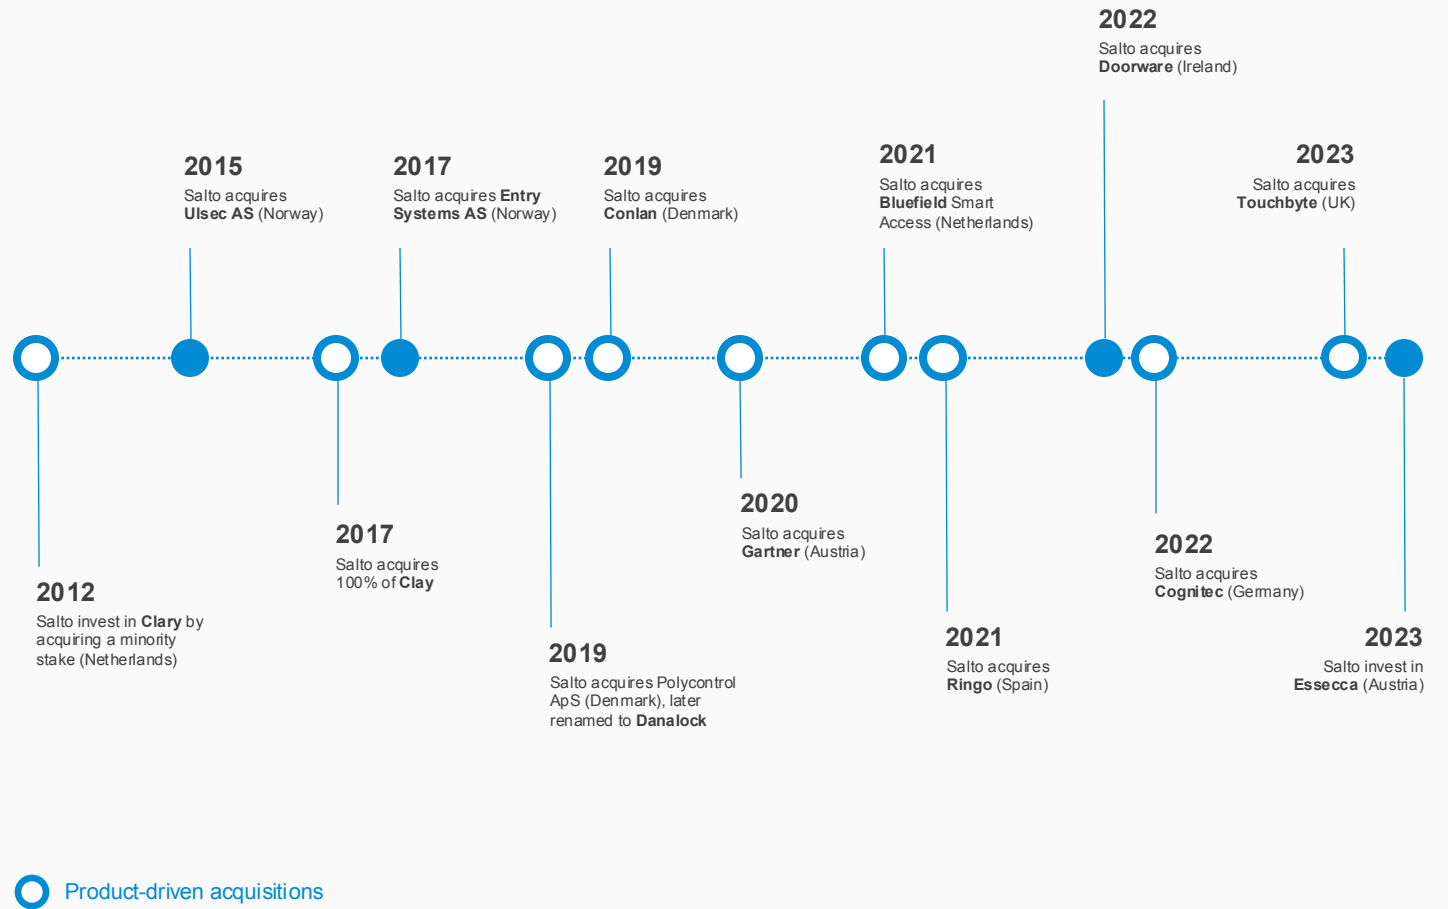 2022
Salto acquires
Doorware (Ireland)
2015
Salto acquires
Ulsec AS (Norway)
2017
Salto acquires Entry
Systems AS (Norway)
2019
Salto acquires
Conlan (Denmark)
2021
Salto acquires
Bluefield Smart
Access (Netherlands)
2023
Salto acquires
Touchbyte (UK)
2012
Salto invest in Clary by
acquiring a minority
stake (Netherlands)
2017
Salto acquires
100% of Clay
2019
Salto acquires Polycontrol
ApS (Denmark), later
renamed to Danalock
2020
Salto acquires
Gartner (Austria)
2021
Salto acquires
Ringo (Spain)
2022
Salto acquires
Cognitec (Germany)
2023
Salto invest in
Essecca (Austria)
Product-driven acquisitions